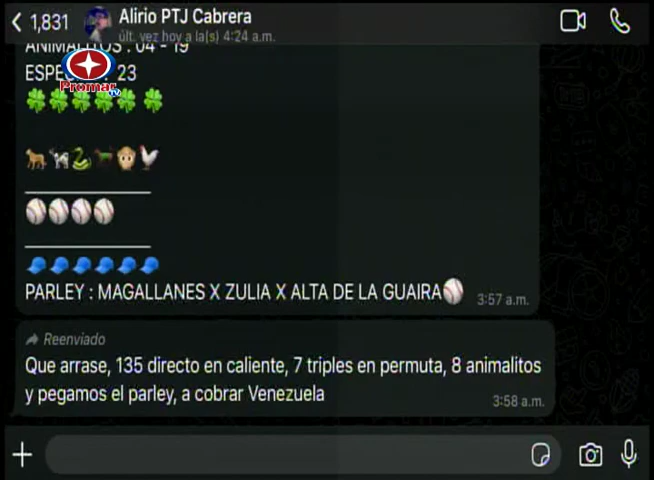 1,831
Alirio PTJ Cabrera
últ. vez hoy a la(s) 4:24 a.m.
ANIMALITOS : 04 - 19
23
Promar
TV
PARLEY : MAGALLANES X ZULIA X ALTA DE LA GUAIRA
3:57 a.m.
Reenviado
Que arrase, 135 directo en caliente, 7 triples en permuta, 8 animalitos
y pegamos el parley, a cobrar Venezuela
3:58 a.m.